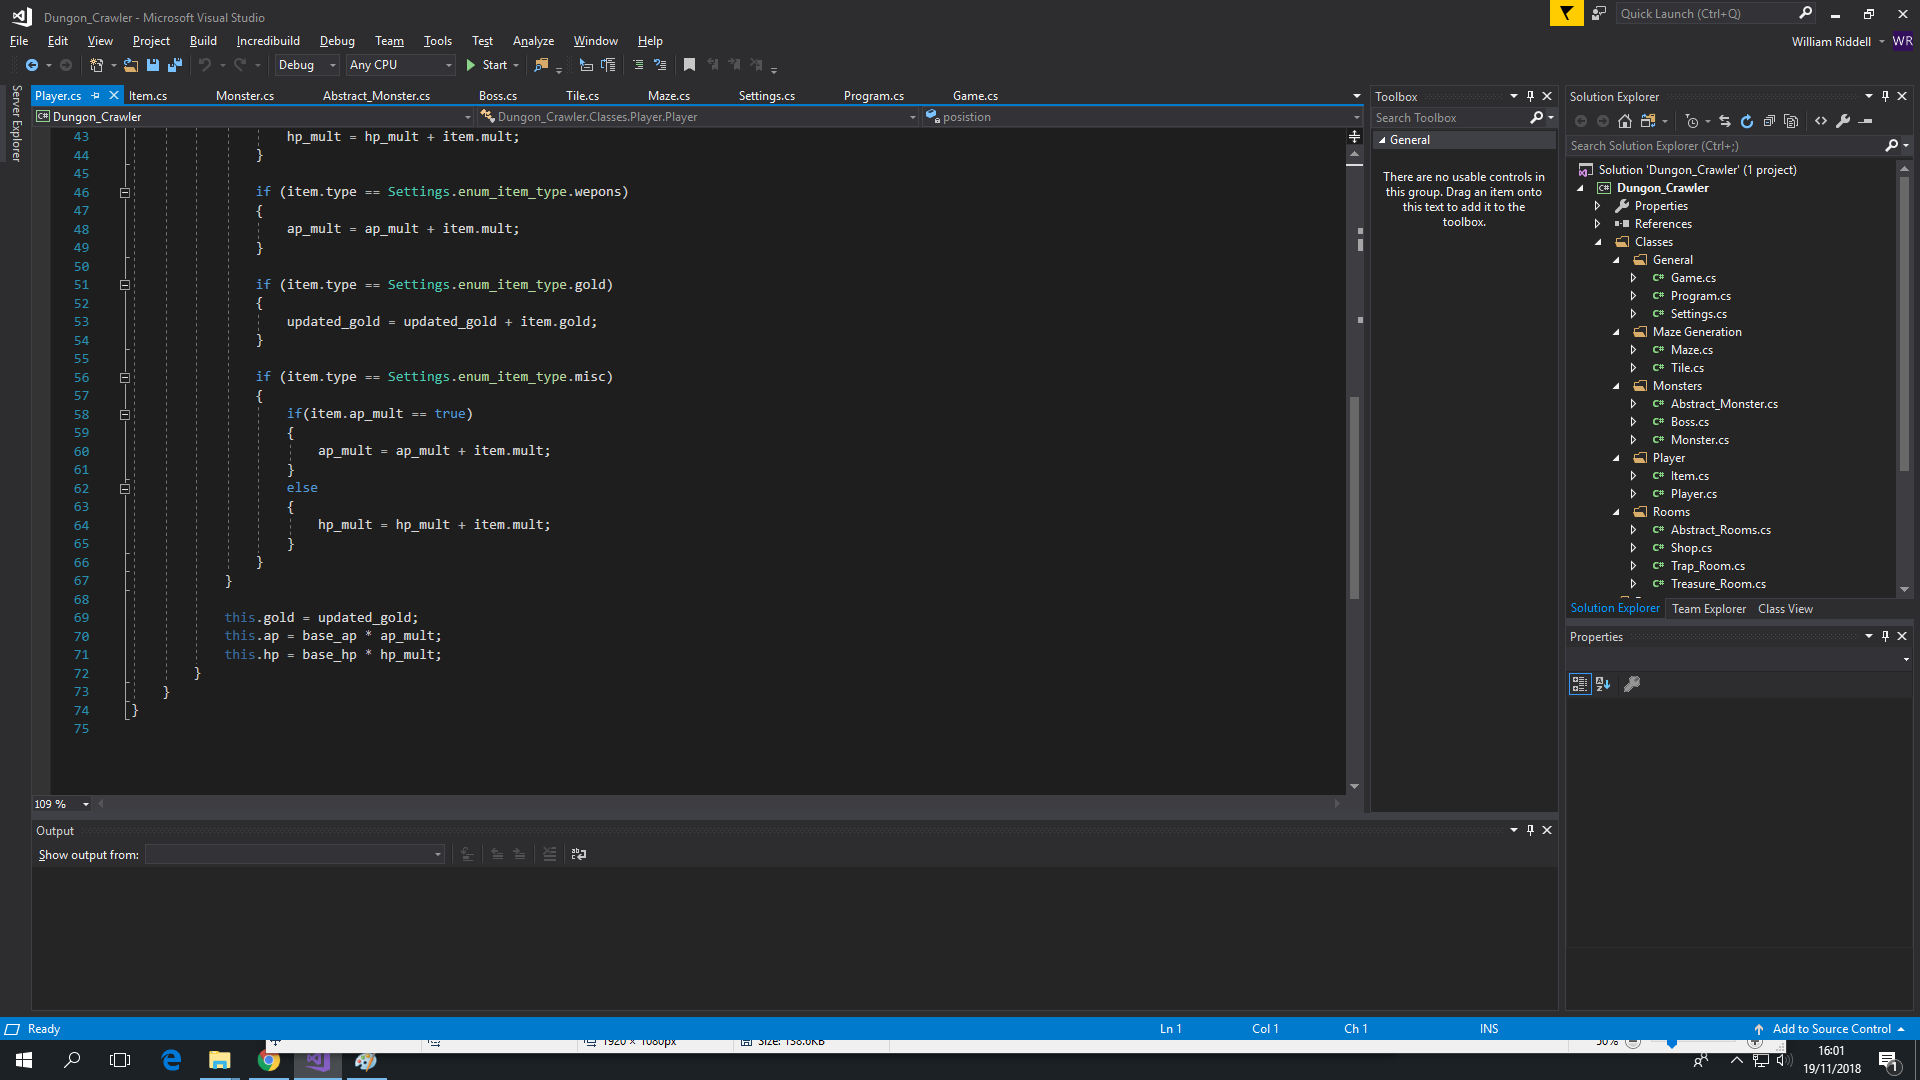 Dungon_Crawler - Microsoft Visual Studio
Quick Launch (Ctrl+Q)
File Edit View Project Build Incredibuild Debug Team Tools Test Analyze Window Help
William Riddell WR
Debug Any CPU Start
Server Explorer
Player.cs Item.cs Monster.cs Abstract_Monster.cs Boss.cs Tile.cs Maze.cs Settings.cs Program.cs Game.cs
Dungon_Crawler Dungon_Crawler.Classes.Player.Player posistion
43 hp_mult = hp_mult + item.mult;
44 }
45
46 if (item.type == Settings.enum_item_type.wepons)
47 {
48 ap_mult = ap_mult + item.mult;
49 }
50
51 if (item.type == Settings.enum_item_type.gold)
52 {
53 updated_gold = updated_gold + item.gold;
54 }
55
56 if (item.type == Settings.enum_item_type.misc)
57 {
58 if(item.ap_mult == true)
59 {
60 ap_mult = ap_mult + item.mult;
61 }
62 else
63 {
64 hp_mult = hp_mult + item.mult;
65 }
66 }
67 }
68
69 this.gold = updated_gold;
70 this.ap = base_ap * ap_mult;
71 this.hp = base_hp * hp_mult;
72 }
73 }
74 }
75
109 %
Toolbox
Search Toolbox
General
There are no usable controls in
this group. Drag an item onto
this text to add it to the
toolbox.
Solution Explorer
Search Solution Explorer (Ctrl+;)
Solution 'Dungon_Crawler' (1 project)
C# Dungon_Crawler
Properties
References
Classes
General
C# Game.cs
C# Program.cs
C# Settings.cs
Maze Generation
C# Maze.cs
C# Tile.cs
Monsters
C# Abstract_Monster.cs
C# Boss.cs
C# Monster.cs
Player
C# Item.cs
C# Player.cs
Rooms
C# Abstract_Rooms.cs
C# Shop.cs
C# Trap_Room.cs
C# Treasure_Room.cs
Solution Explorer Team Explorer Class View
Properties
Output
Show output from:
Ready
Ln 1 Col 1 Ch 1 INS
Add to Source Control
1920 × 1080px
Size: 138.6KB
50%
16:01
19/11/2018
1